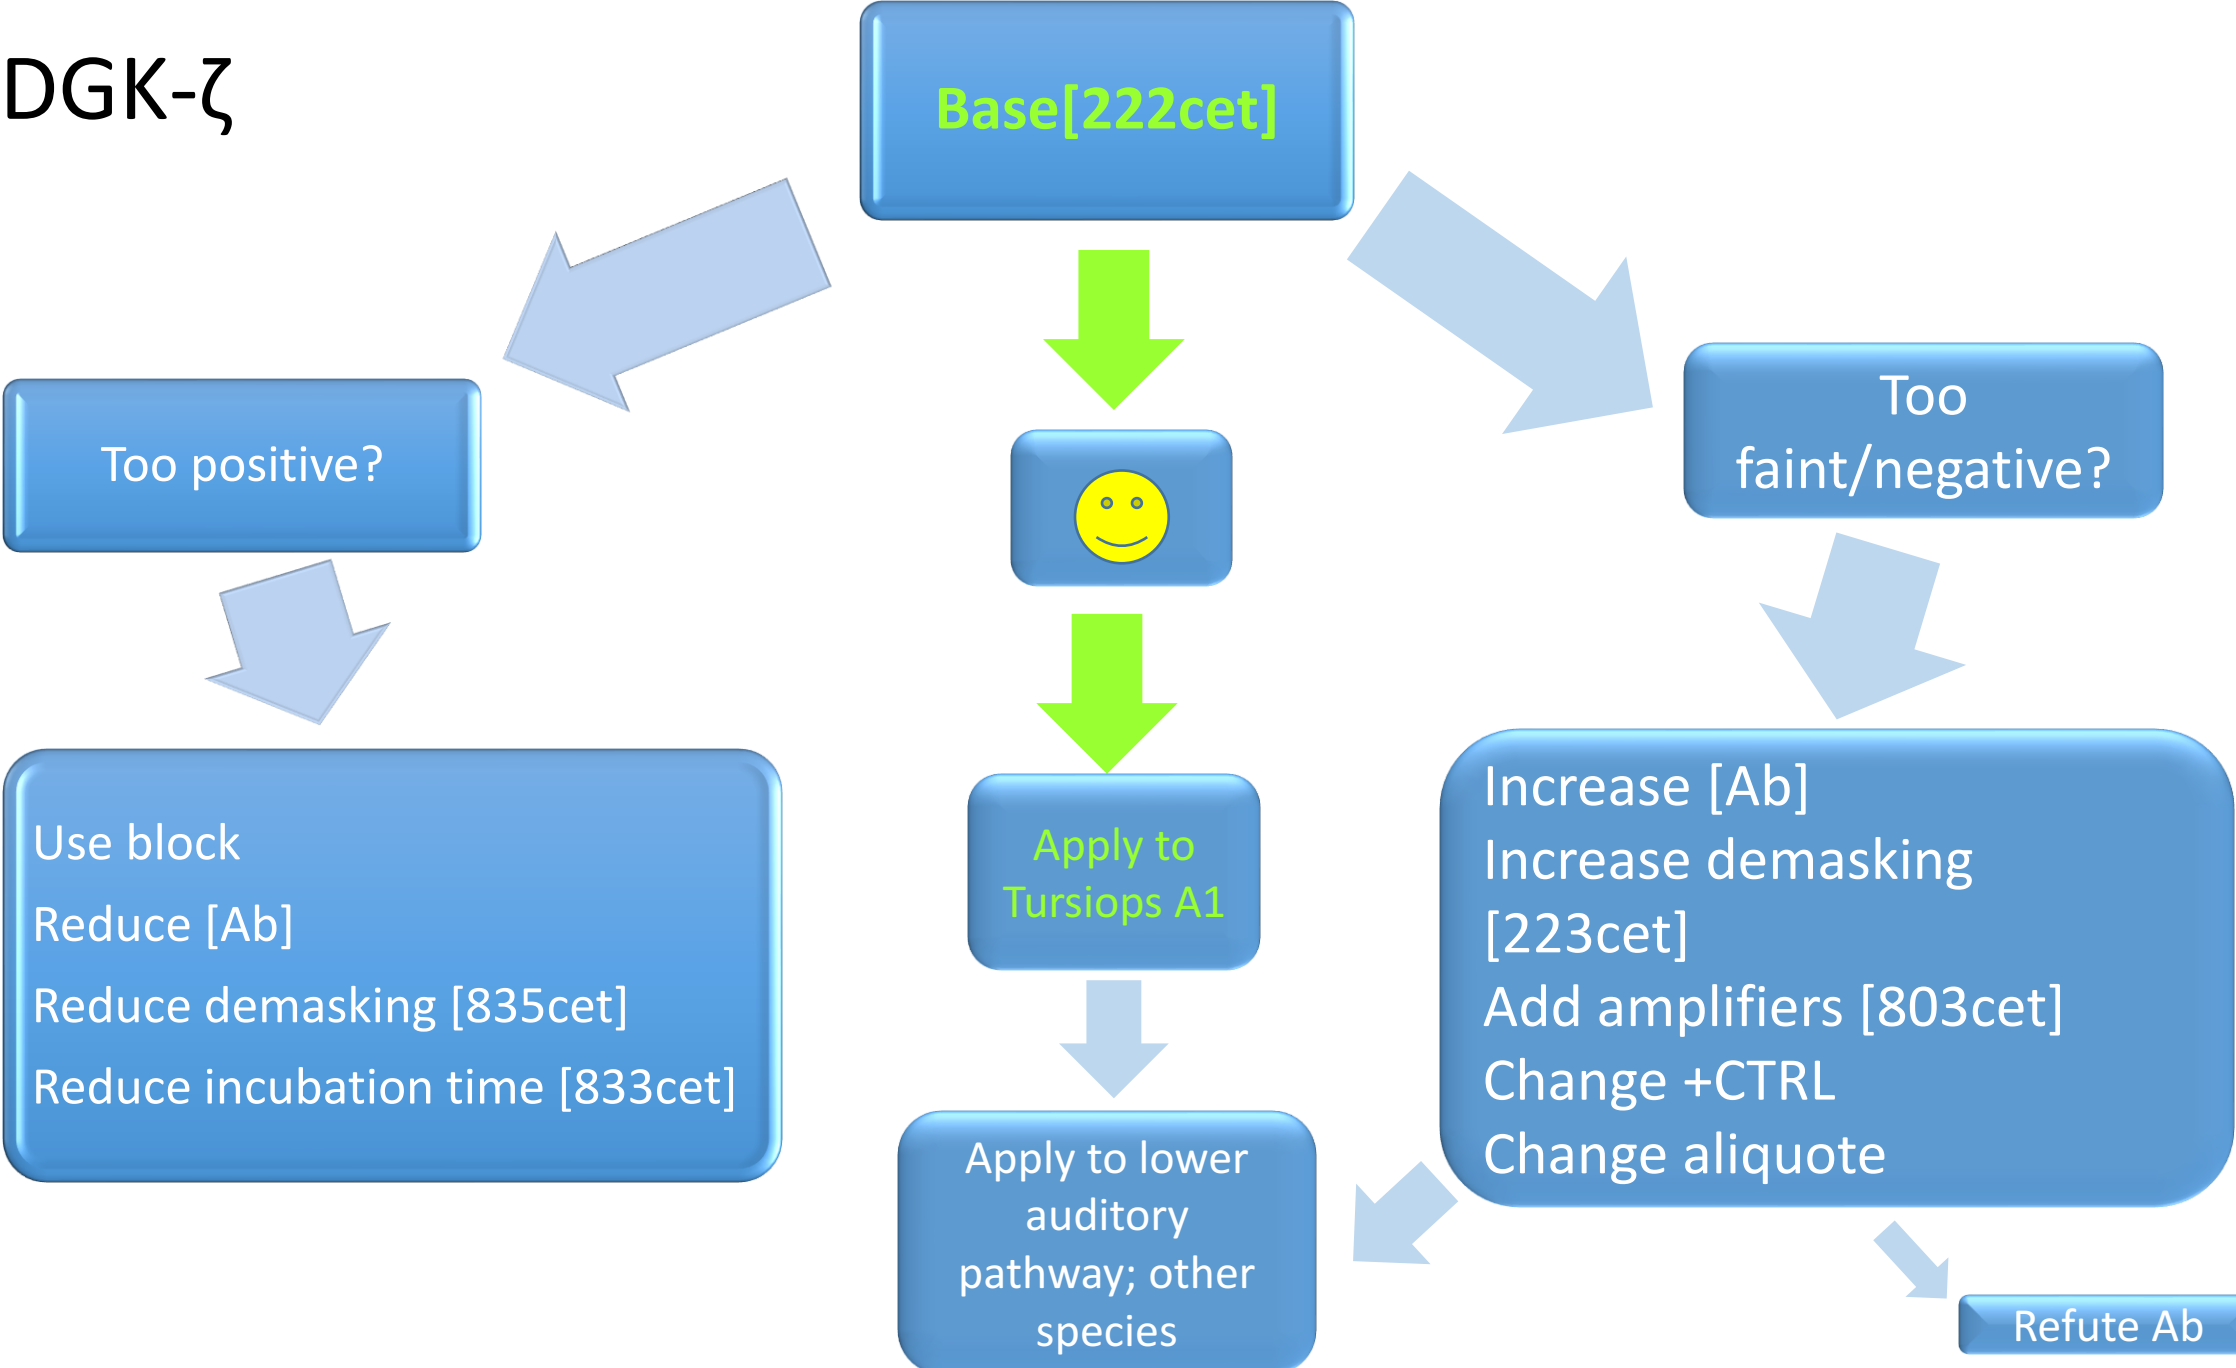 DGK-ζ
Base[222cet]
Too positive?
Too
faint/negative?
Use block
Reduce [Ab]
Reduce demasking [835cet]
Reduce incubation time [833cet]
Apply to
Tursiops A1
Increase [Ab]
Increase demasking
[223cet]
Add amplifiers [803cet]
Change +CTRL
Change aliquote
Apply to lower
auditory
pathway; other
species
Refute Ab